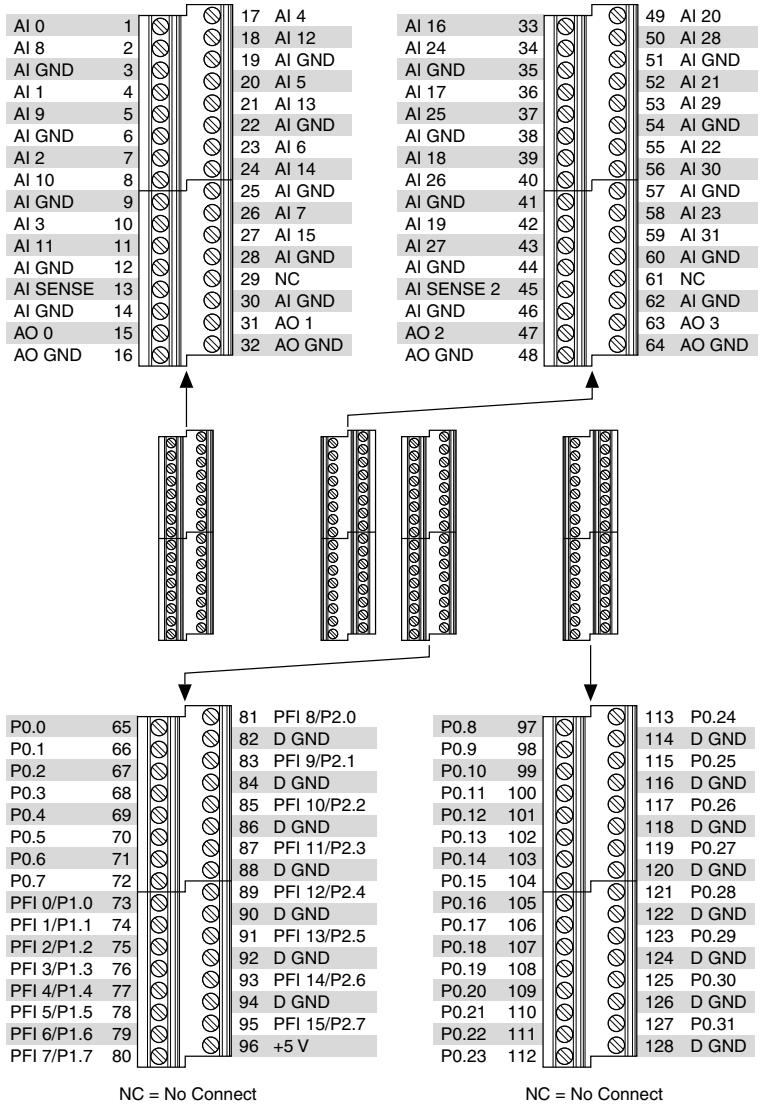 AI 0 1
AI 8 2
AI GND 3
AI 1 4
AI 9 5
AI GND 6
AI 2 7
AI 10 8
AI GND 9
AI 3 10
AI 11 11
AI GND 12
AI SENSE 13
AI GND 14
AO 0 15
AO GND 16
17 AI 4
18 AI 12
19 AI GND
20 AI 5
21 AI 13
22 AI GND
23 AI 6
24 AI 14
25 AI GND
26 AI 7
27 AI 15
28 AI GND
29 NC
30 AI GND
31 AO 1
32 AO GND
AI 16 33
AI 24 34
AI GND 35
AI 17 36
AI 25 37
AI GND 38
AI 18 39
AI 26 40
AI GND 41
AI 19 42
AI 27 43
AI GND 44
AI SENSE 2 45
AI GND 46
AO 2 47
AO GND 48
49 AI 20
50 AI 28
51 AI GND
52 AI 21
53 AI 29
54 AI GND
55 AI 22
56 AI 30
57 AI GND
58 AI 23
59 AI 31
60 AI GND
61 NC
62 AI GND
63 AO 3
64 AO GND
P0.0 65
P0.1 66
P0.2 67
P0.3 68
P0.4 69
P0.5 70
P0.6 71
P0.7 72
PFI 0/P1.0 73
PFI 1/P1.1 74
PFI 2/P1.2 75
PFI 3/P1.3 76
PFI 4/P1.4 77
PFI 5/P1.5 78
PFI 6/P1.6 79
PFI 7/P1.7 80
81 PFI 8/P2.0
82 D GND
83 PFI 9/P2.1
84 D GND
85 PFI 10/P2.2
86 D GND
87 PFI 11/P2.3
88 D GND
89 PFI 12/P2.4
90 D GND
91 PFI 13/P2.5
92 D GND
93 PFI 14/P2.6
94 D GND
95 PFI 15/P2.7
96 +5 V
NC = No Connect
P0.8 97
P0.9 98
P0.10 99
P0.11 100
P0.12 101
P0.13 102
P0.14 103
P0.15 104
P0.16 105
P0.17 106
P0.18 107
P0.19 108
P0.20 109
P0.21 110
P0.22 111
P0.23 112
113 P0.24
114 D GND
115 P0.25
116 D GND
117 P0.26
118 D GND
119 P0.27
120 D GND
121 P0.28
122 D GND
123 P0.29
124 D GND
125 P0.30
126 D GND
127 P0.31
128 D GND
NC = No Connect